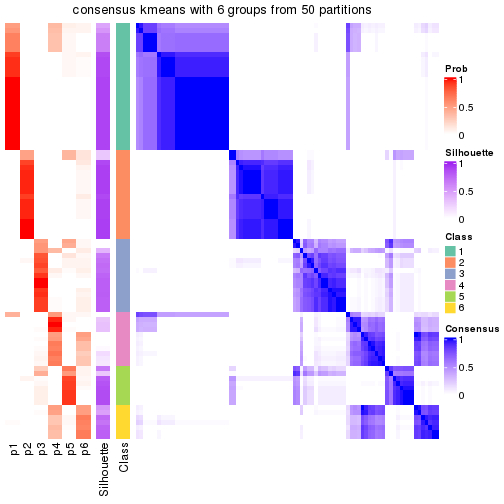 consensus kmeans with 6 groups from 50 partitions
Prob
1
0.5
0
Silhouette
1
0.5
0
Class
1
2
3
4
5
6
Consensus
1
0.5
0
p1
p2
p3
p4
p5
p6
Silhouette
Class